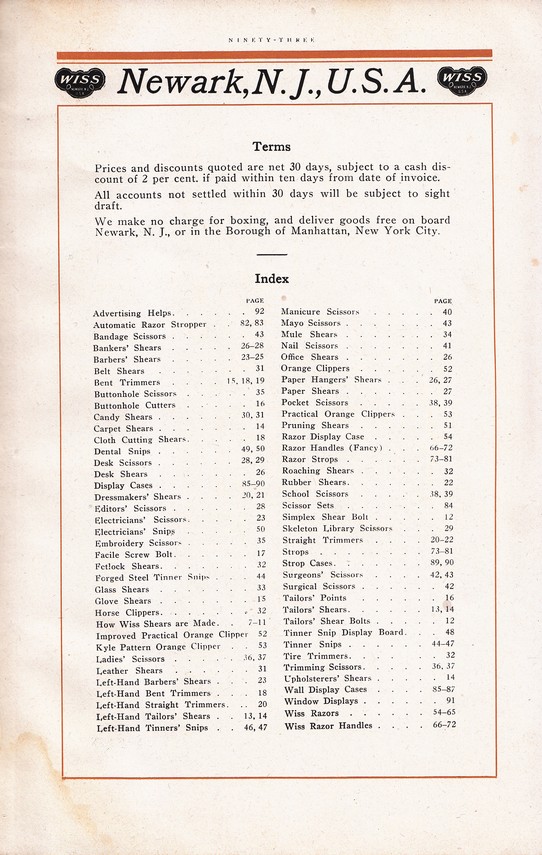 NINETY-THREE
WISS NEWARK N.J. U.S.A. Newark, N. J., U.S.A. WISS NEWARK N.J. U.S.A.
Terms
Prices and discounts quoted are net 30 days, subject to a cash dis-
count of 2 per cent. if paid within ten days from date of invoice.
All accounts not settled within 30 days will be subject to sight
draft.
We make no charge for boxing, and deliver goods free on board
Newark, N. J., or in the Borough of Manhattan, New York City.
Index
PAGE
Advertising Helps. . . . . . 92
Automatic Razor Stropper . . 82, 83
Bandage Scissors . . . . . . 43
Bankers' Shears . . . . . 26-28
Barbers' Shears . . . . . 23-25
Belt Shears . . . . . . . 31
Bent Trimmers . . . . . 15, 18, 19
Buttonhole Scissors . . . . . 35
Buttonhole Cutters . . . . . 16
Candy Shears . . . . . . 30, 31
Carpet Shears . . . . . . 14
Cloth Cutting Shears. . . . . 18
Dental Snips . . . . . . 49, 50
Desk Scissors . . . . . . 28, 29
Desk Shears . . . . . . 26
Display Cases . . . . . . 85-90
Dressmakers' Shears . . . . 20, 21
Editors' Scissors . . . . . 28
Electricians' Scissors. . . . . 23
Electricians' Snips . . . . . 50
Embroidery Scissors . . . . . 35
Facile Screw Bolt. . . . . . 17
Fetlock Shears. . . . . . . 32
Forged Steel Tinner Snips . . . 44
Glass Shears . . . . . . 33
Glove Shears . . . . . . 15
Horse Clippers. . . . . . 32
How Wiss Shears are Made. . . 7-11
Improved Practical Orange Clipper 52
Kyle Pattern Orange Clipper . . 53
Ladies' Scissors . . . . . 36, 37
Leather Shears . . . . . . 31
Left-Hand Barbers' Shears . . . 23
Left-Hand Bent Trimmers . . . 18
Left-Hand Straight Trimmers. . 20
Left-Hand Tailors' Shears . . 13, 14
Left-Hand Tinners' Snips . . 46, 47
PAGE
Manicure Scissors . . . . . 40
Mayo Scissors . . . . . . 43
Mule Shears . . . . . . 34
Nail Scissors . . . . . . 41
Office Shears . . . . . . 26
Orange Clippers . . . . . 52
Paper Hangers' Shears . . . 26, 27
Paper Shears . . . . . . 27
Pocket Scissors . . . . . 38, 39
Practical Orange Clippers . . . 53
Pruning Shears . . . . . 51
Razor Display Case . . . . 54
Razor Handles (Fancy) . . . 66-72
Razor Strops . . . . . . 73-81
Roaching Shears . . . . . 32
Rubber Shears. . . . . . 22
School Scissors . . . . . 38, 39
Scissor Sets . . . . . . 84
Simplex Shear Bolt . . . . . 12
Skeleton Library Scissors . . . 29
Straight Trimmers . . . . 20-22
Strops . . . . . . . 73-81
Strop Cases. . . . . . 89, 90
Surgeons' Scissors . . . . 42, 43
Surgical Scissors . . . . . 42
Tailors' Points . . . . . . 16
Tailors' Shears. . . . . . 13, 14
Tailors' Shear Bolts . . . . . 12
Tinner Snip Display Board. . . 48
Tinner Snips . . . . . . 44-47
Tire Trimmers. . . . . . . 32
Trimming Scissors. . . . . 36, 37
Upholsterers' Shears . . . . . 14
Wall Display Cases . . . . 85-87
Window Displays . . . . . . 91
Wiss Razors . . . . . . 54-65
Wiss Razor Handles . . . . 66-72